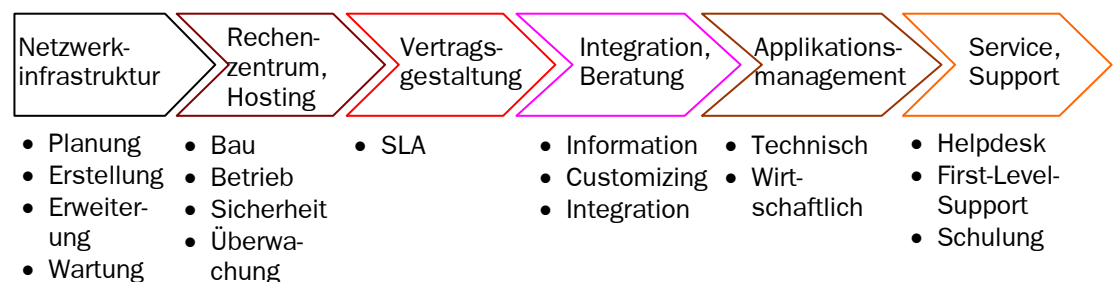 Netzwerk-
infrastruktur
Rechen-
zentrum,
Hosting
Vertrags-
gestaltung
Integration,
Beratung
Applikations-
management
Service,
Support
• Planung
• Erstellung
• Erweiter-
ung
• Wartung
• Bau
• Betrieb
• Sicherheit
• Überwa-
chung
• SLA
• Information
• Customizing
• Integration
• Technisch
• Wirt-
schaftlich
• Helpdesk
• First-Level-
Support
• Schulung